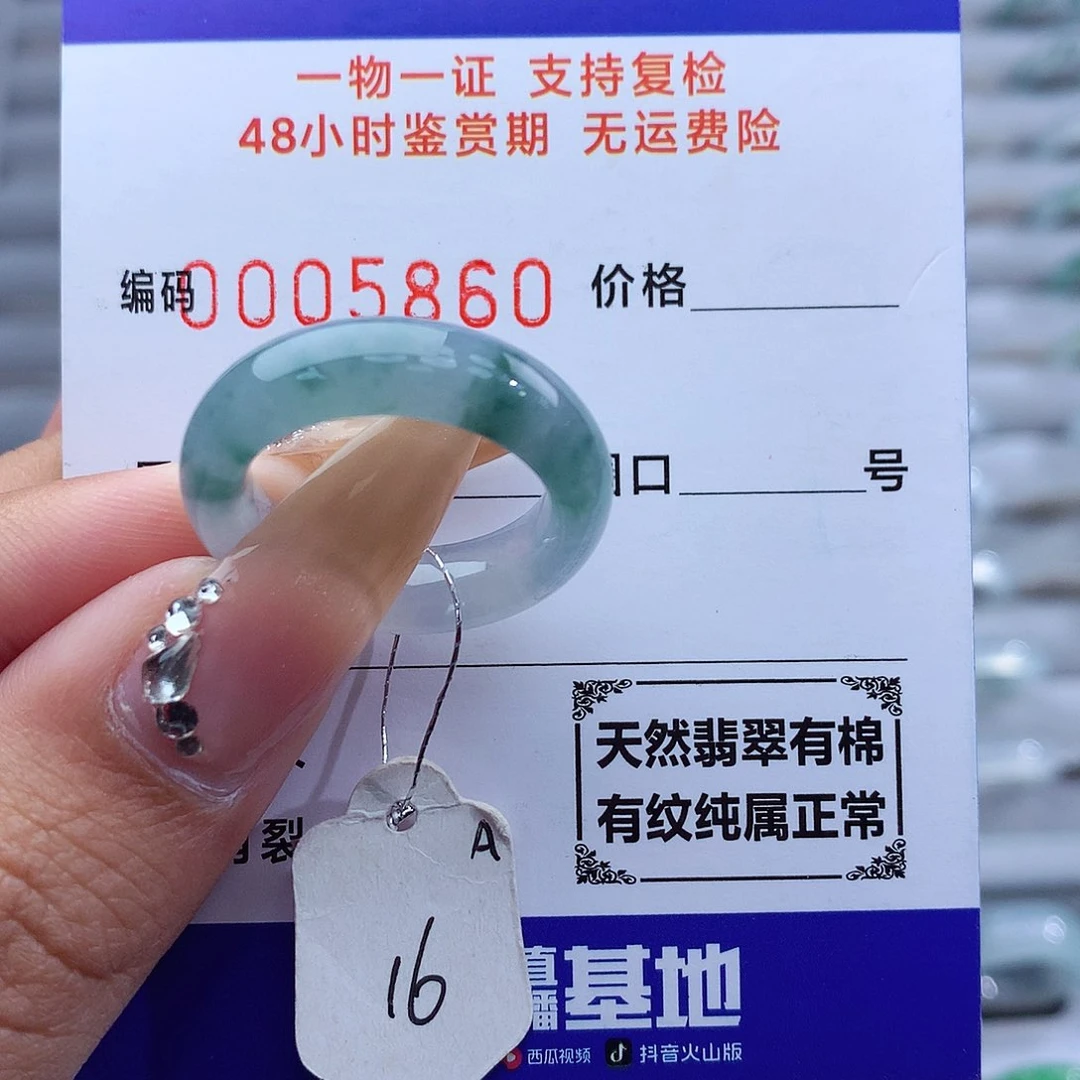 一物一证 支持复检
48小时鉴赏期 无运费险
编码0005860 价格
口 号
天然翡翠有棉
有纹纯属正常
裂
A
16
直播基地
西瓜视频 抖音火山版